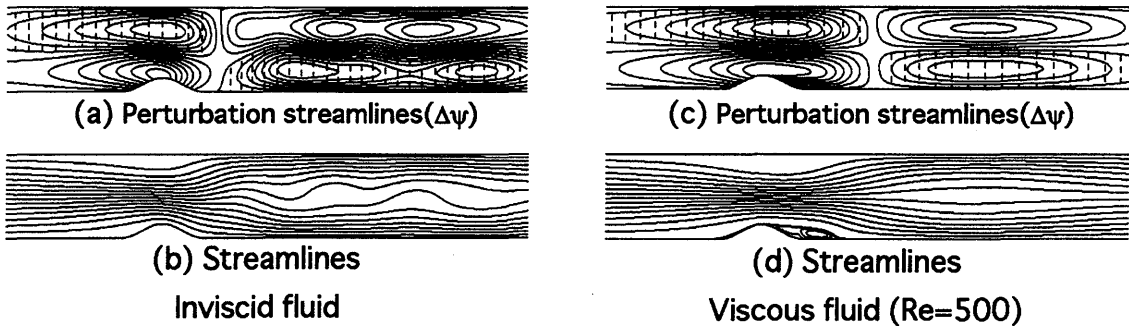 (a) Perturbation streamlines(Δψ)
(b) Streamlines
Inviscid fluid
(c) Perturbation streamlines(Δψ)
(d) Streamlines
Viscous fluid (Re=500)